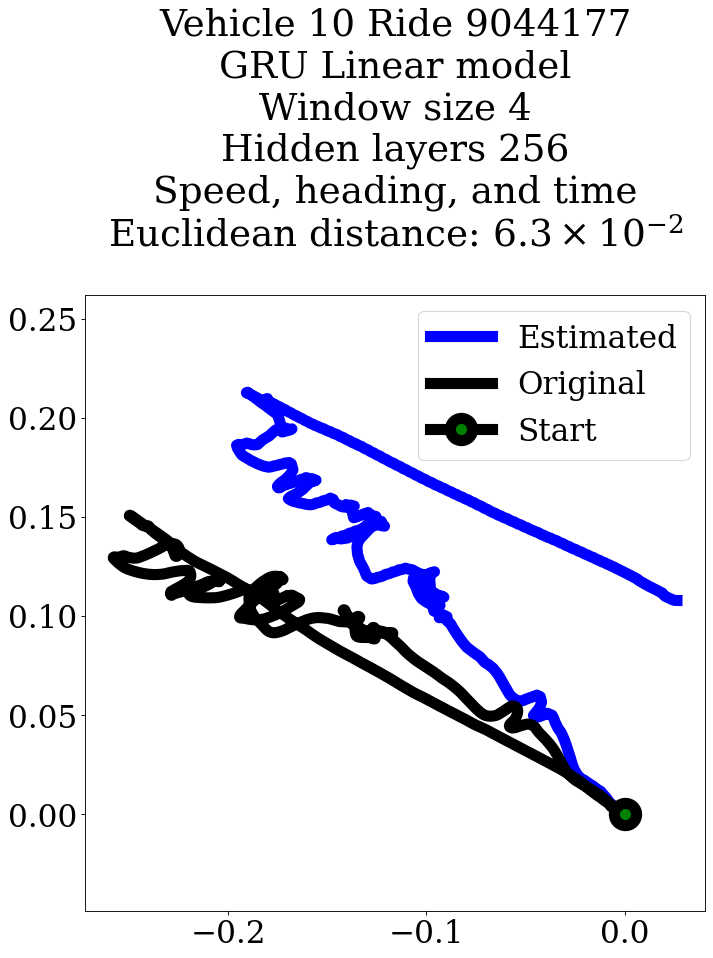 Vehicle 10 Ride 9044177
GRU Linear model
Window size 4
Hidden layers 256
Speed, heading, and time
Euclidean distance: 6.3 × 10⁻²
0.25
0.20
0.15
0.10
0.05
0.00
Estimated
Original
Start
−0.2
−0.1
0.0